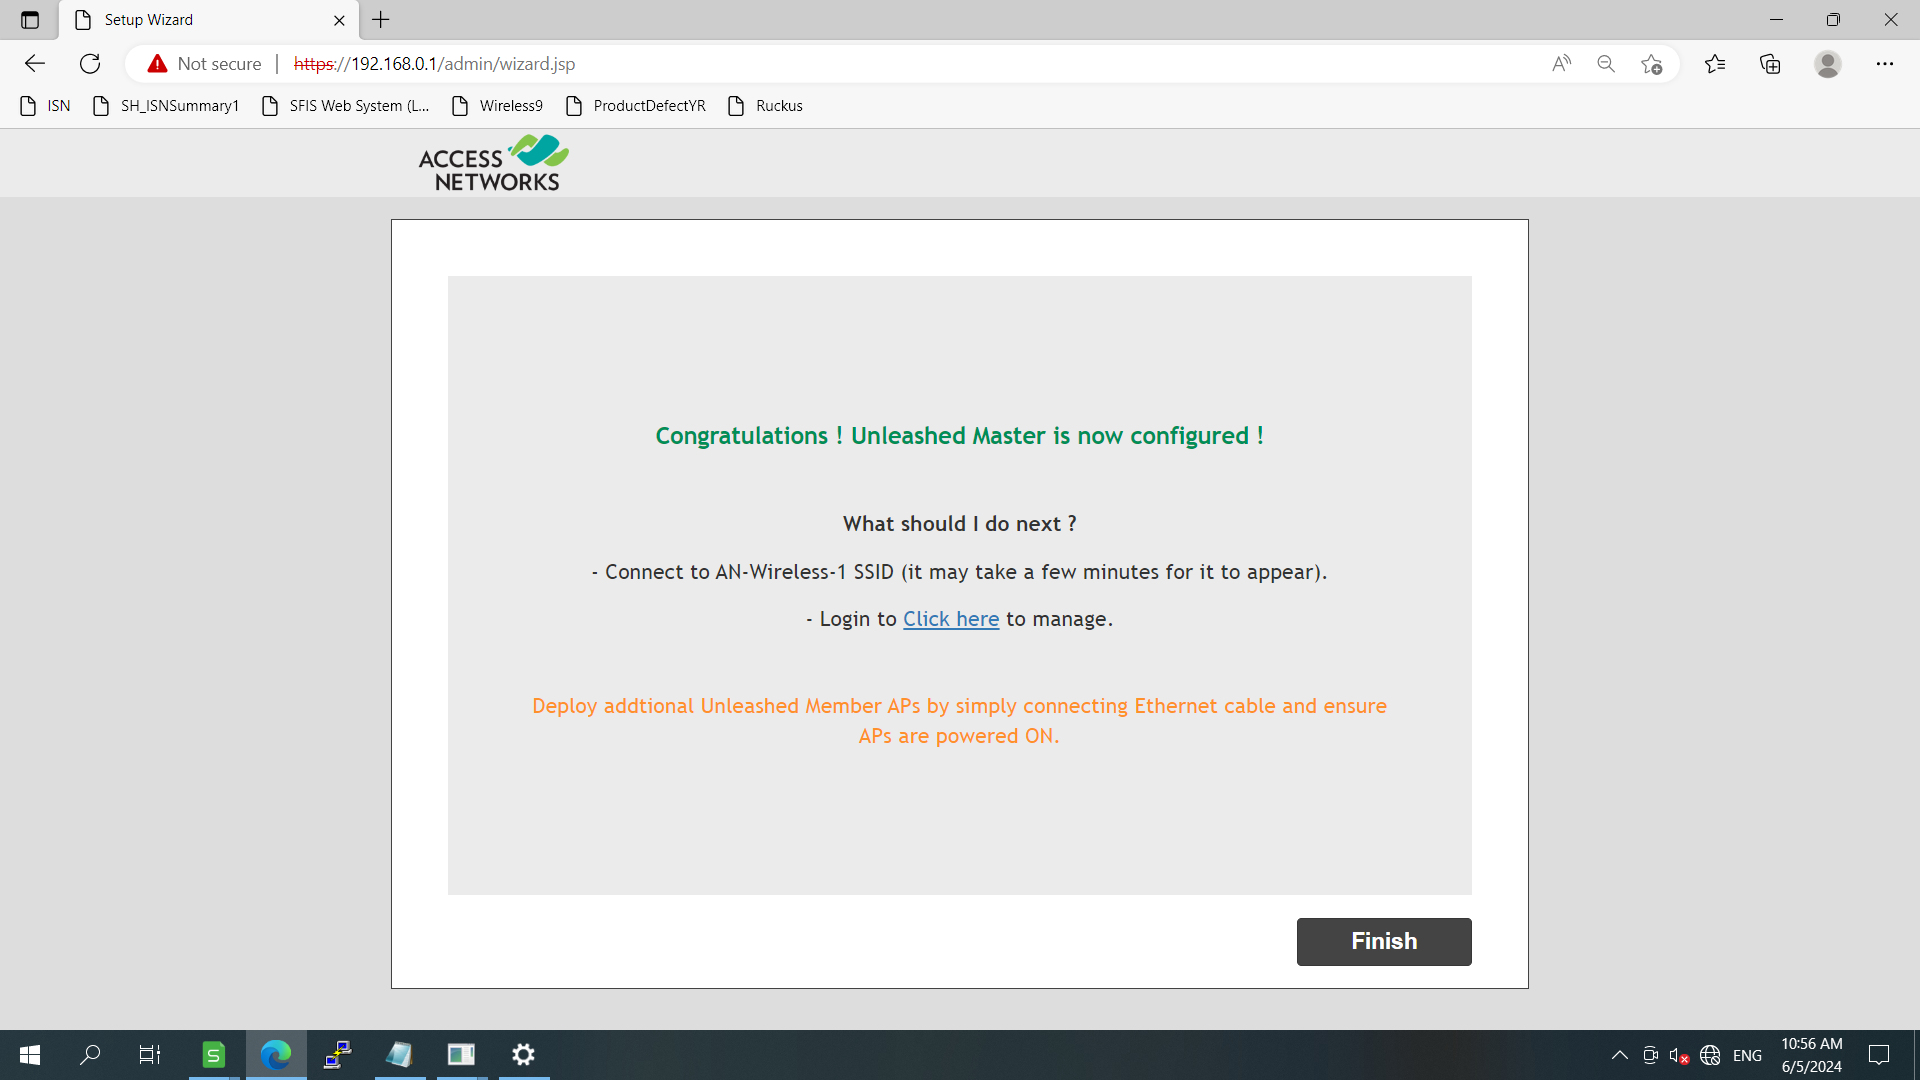 Setup Wizard
Not secure
https://192.168.0.1/admin/wizard.jsp
ISN
SH_ISNSummary1
SFIS Web System (L...
Wireless9
ProductDefectYR
Ruckus
ACCESS
NETWORKS
Congratulations ! Unleashed Master is now configured !
What should I do next ?
- Connect to AN-Wireless-1 SSID (it may take a few minutes for it to appear).
- Login to Click here to manage.
Deploy addtional Unleashed Member APs by simply connecting Ethernet cable and ensure
APs are powered ON.
Finish
S
ENG
10:56 AM
6/5/2024